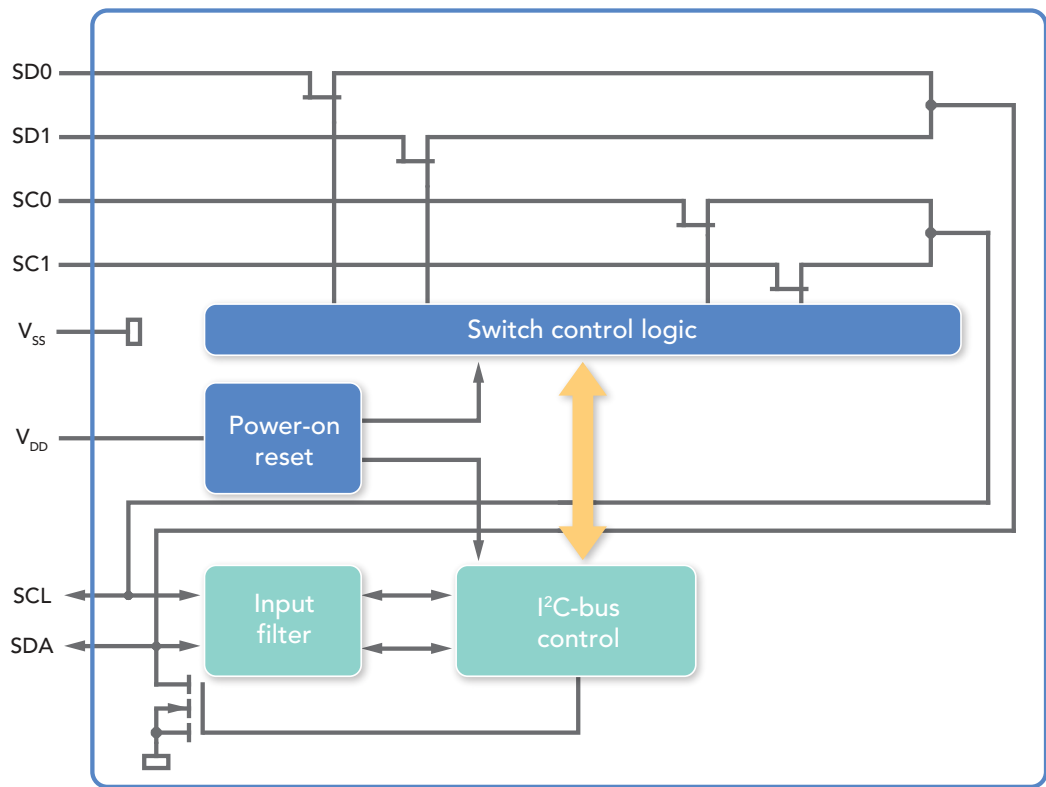 SD0
SD1
SC0
SC1
VSS
Switch control logic
VDD
Power-on
reset
SCL
SDA
Input
filter
I²C-bus
control